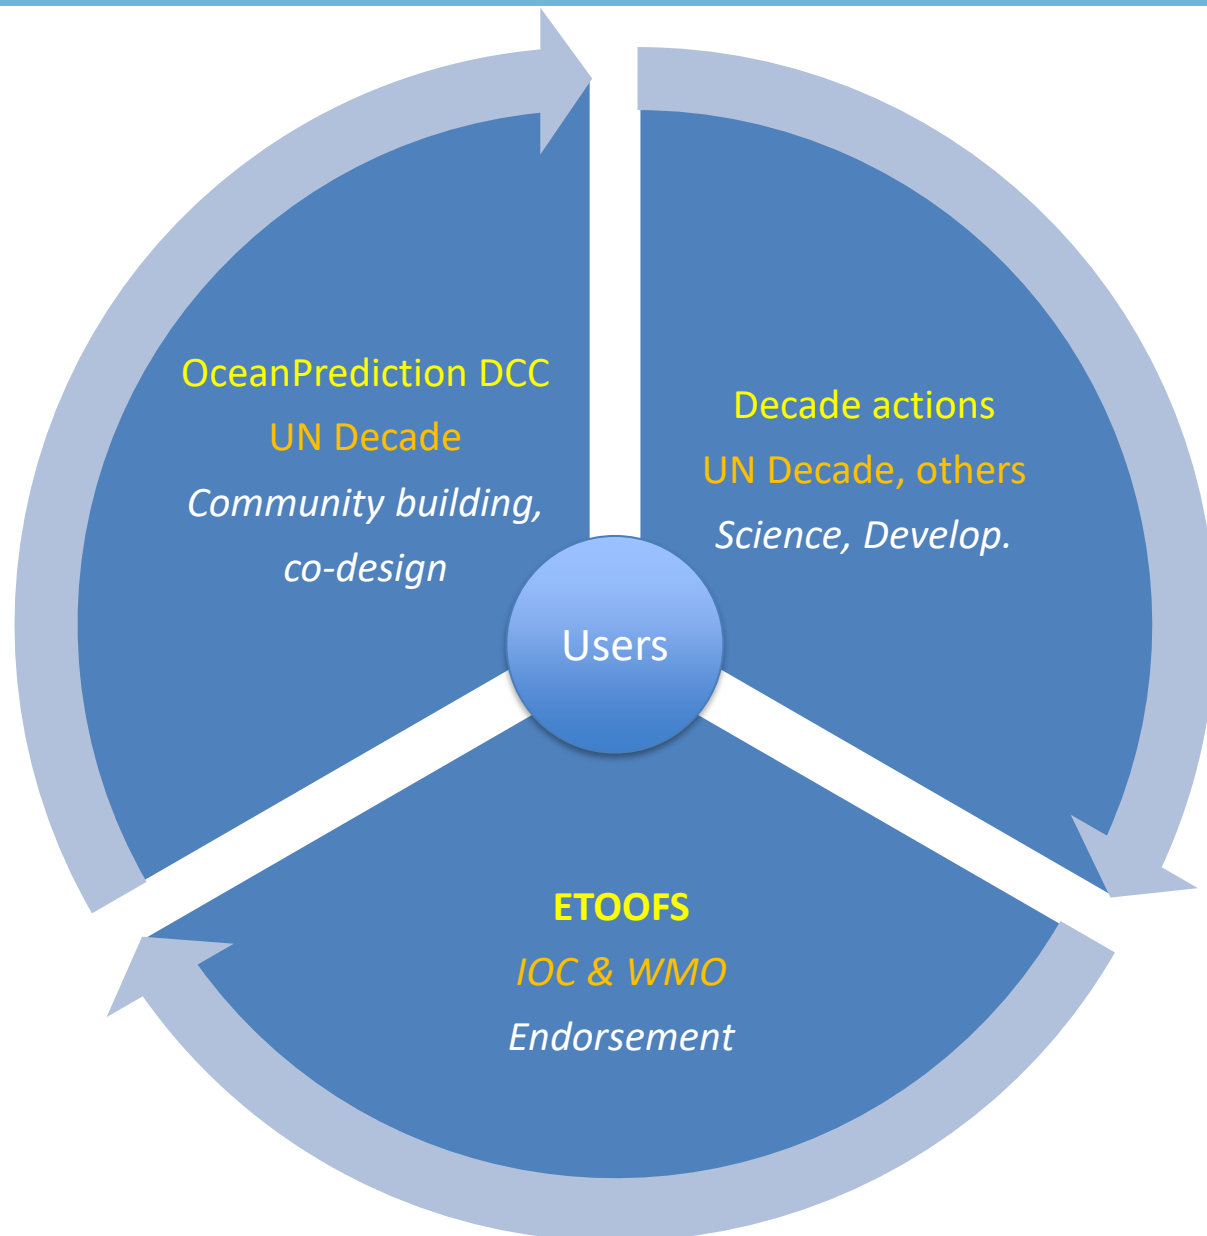 OceanPrediction DCC
UN Decade
Community building,
co-design
Decade actions
UN Decade, others
Science, Develop.
Users
ETOOFS
IOC & WMO
Endorsement